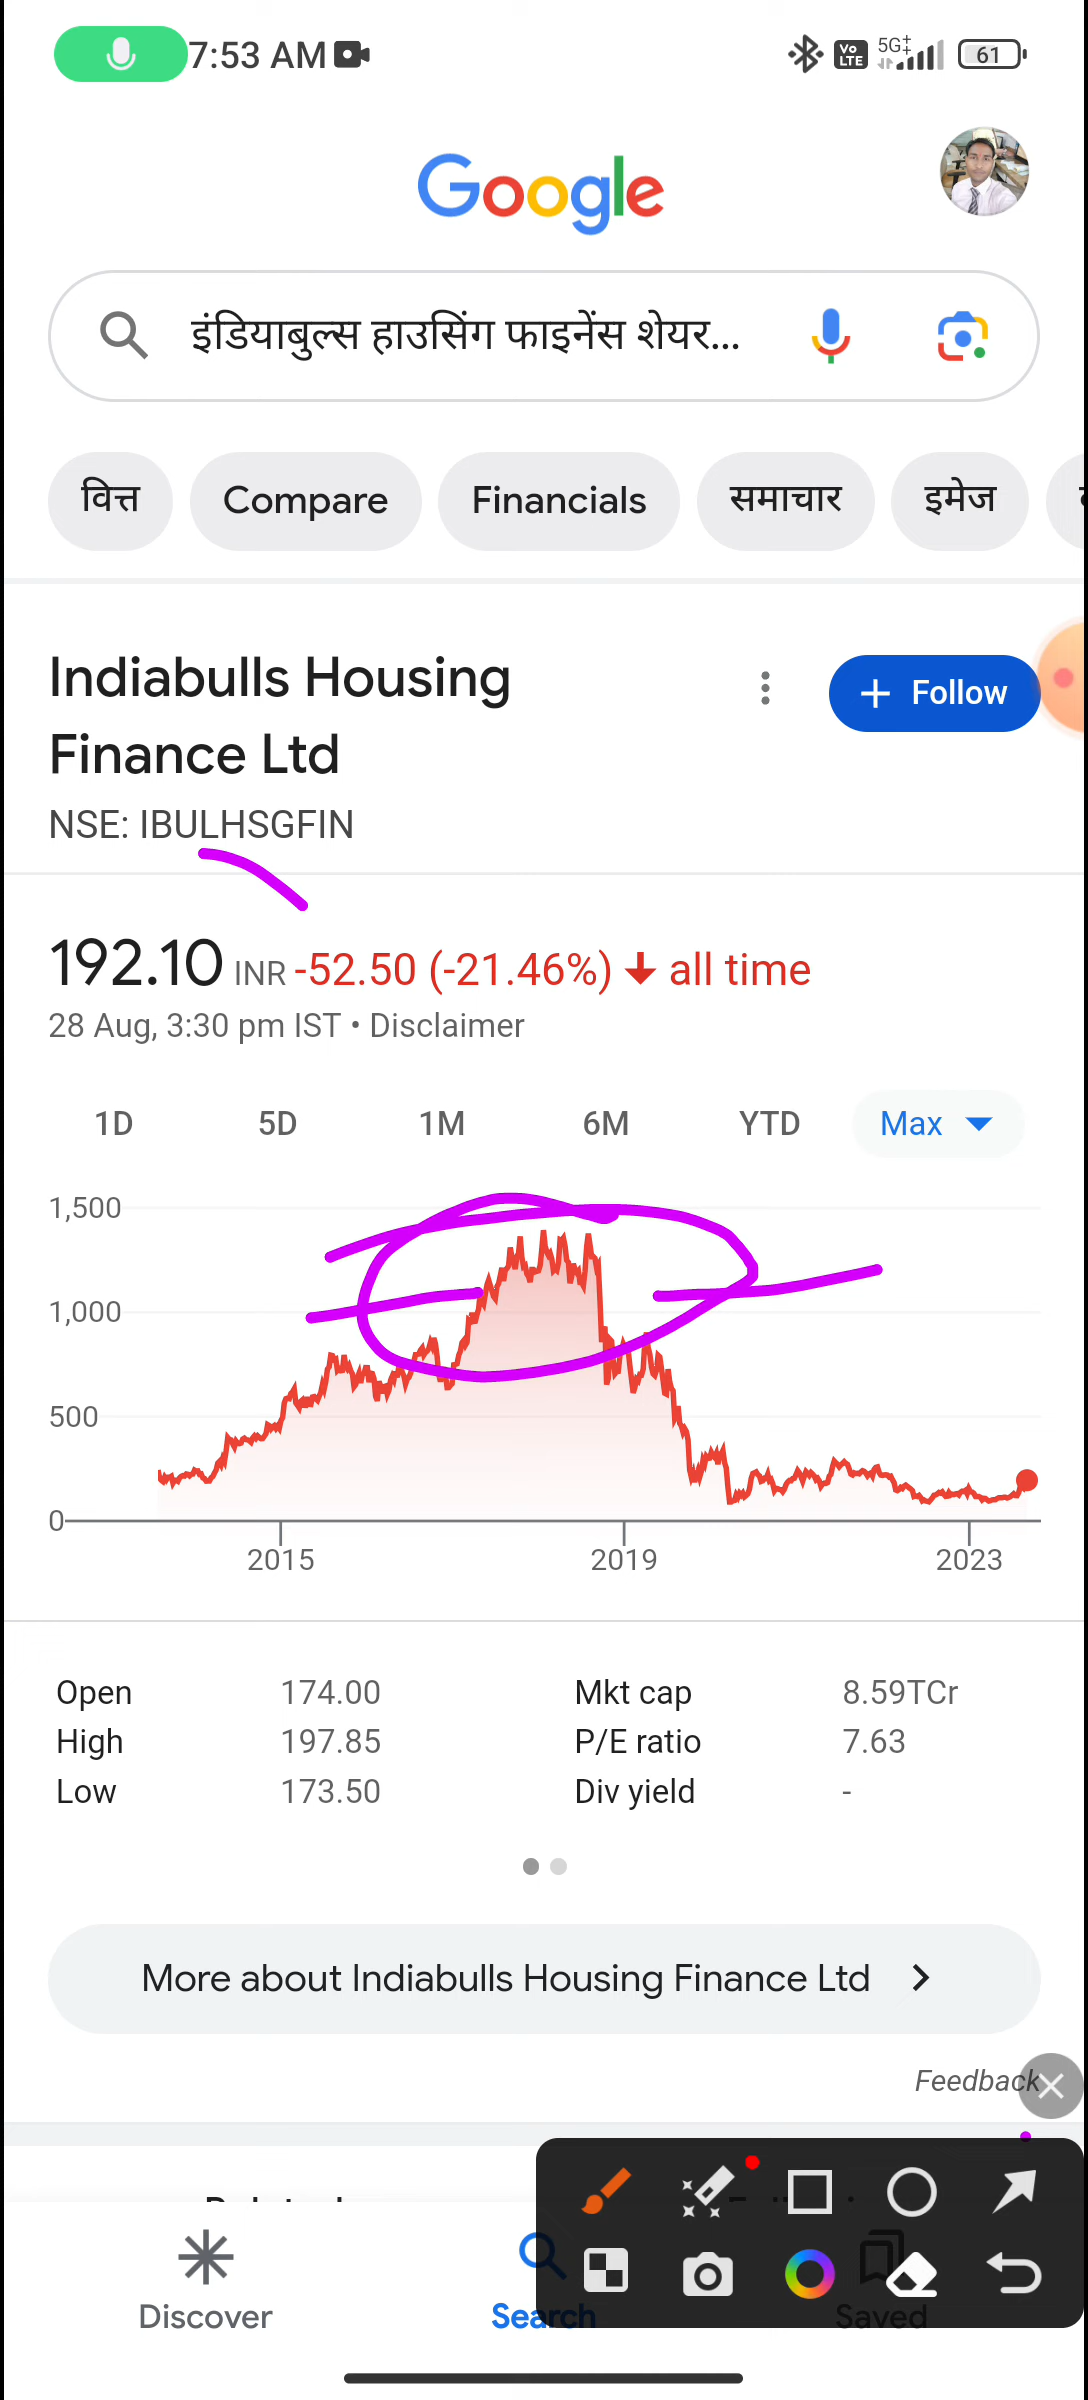 7:53 AM
Vo LTE 5G 61
Google
इंडियाबुल्स हाउसिंग फाइनेंस शेयर...
वित्त Compare Financials समाचार इमेज
Indiabulls Housing
Finance Ltd
+ Follow
NSE: IBULHSGFIN
192.10 INR -52.50 (-21.46%) ↓ all time
28 Aug, 3:30 pm IST • Disclaimer
1D 5D 1M 6M YTD Max
1,500
1,000
500
0
2015 2019 2023
Open 174.00 Mkt cap 8.59TCr
High 197.85 P/E ratio 7.63
Low 173.50 Div yield -
More about Indiabulls Housing Finance Ltd
Feedback
Discover Search Saved